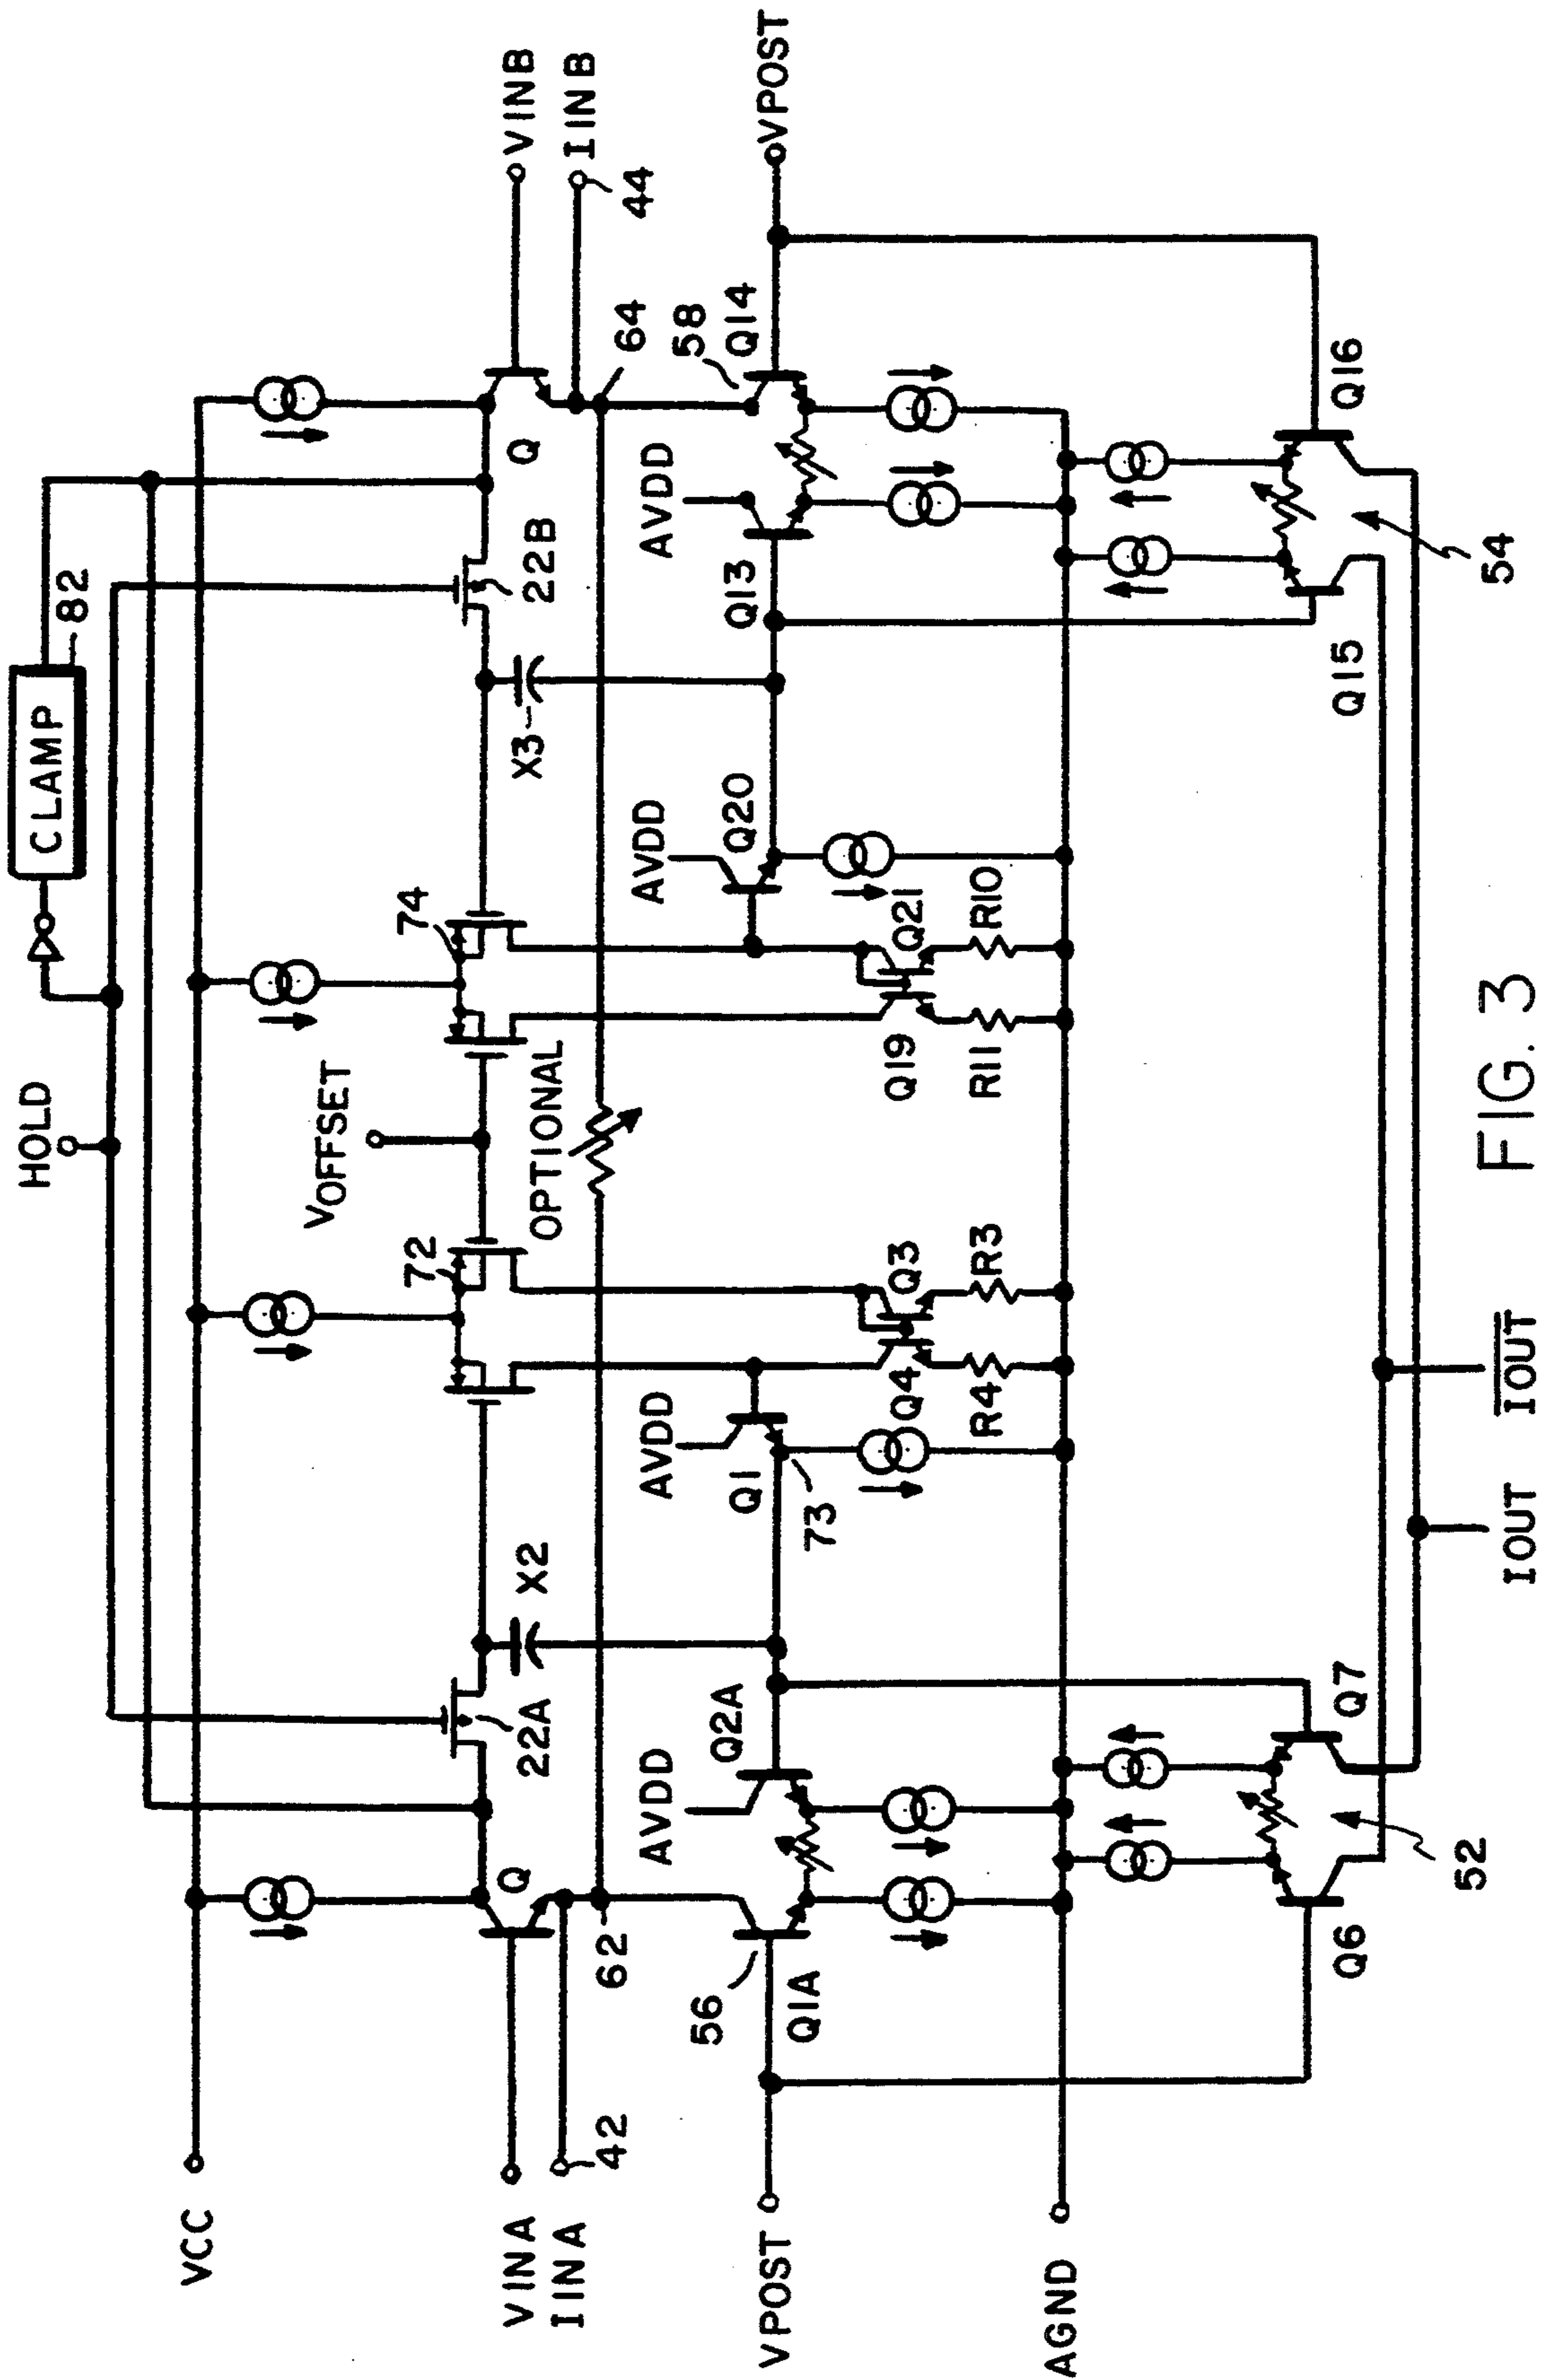 HOLD
CLAMP
82
VCC
VOFFSET
72
74
22A
22B
X2
X3
OPTIONAL
VINA
IINA
42
Q
62
Q
VINB
IINB
44
64
56
Q1A
AVDD
Q2A
73
Q1
AVDD
Q4
Q3
R4
R3
Q19
Q21
R11
R10
AVDD
Q20
AVDD
Q13
58
Q14
VPOST
VPOST
AGND
Q6
52
Q7
Q15
54
Q16
IOUT
IOUT
FIG. 3